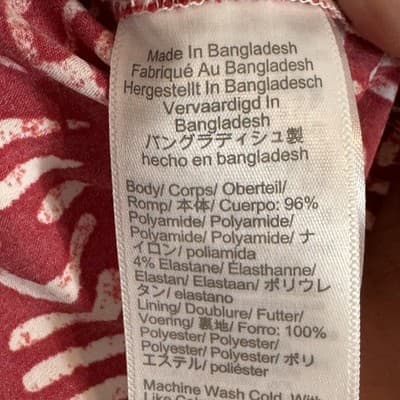 Made In Bangladesh
Fabriqué Au Bangladesh
Hergestellt In Bangladesch
Vervaardigd In
Bangladesh
バングラディシュ製
hecho en bangladesh
Body/ Corps/ Oberteil/
Romp/ 本体/ Cuerpo: 96%
Polyamide/ Polyamide/
Polyamide/ Polyamide/ ナ
イロン/ poliamida
4% Elastane/ Élasthanne/
Elastan/ Elastaan/ ポリウレ
タン/ elastano
Lining/ Doublure/ Futter/
Voering/ 裏地/ Forro: 100%
Polyester/ Polyester/
Polyester/ Polyester/ ポリ
エステル/ poliéster
Machine Wash Cold, With
Like